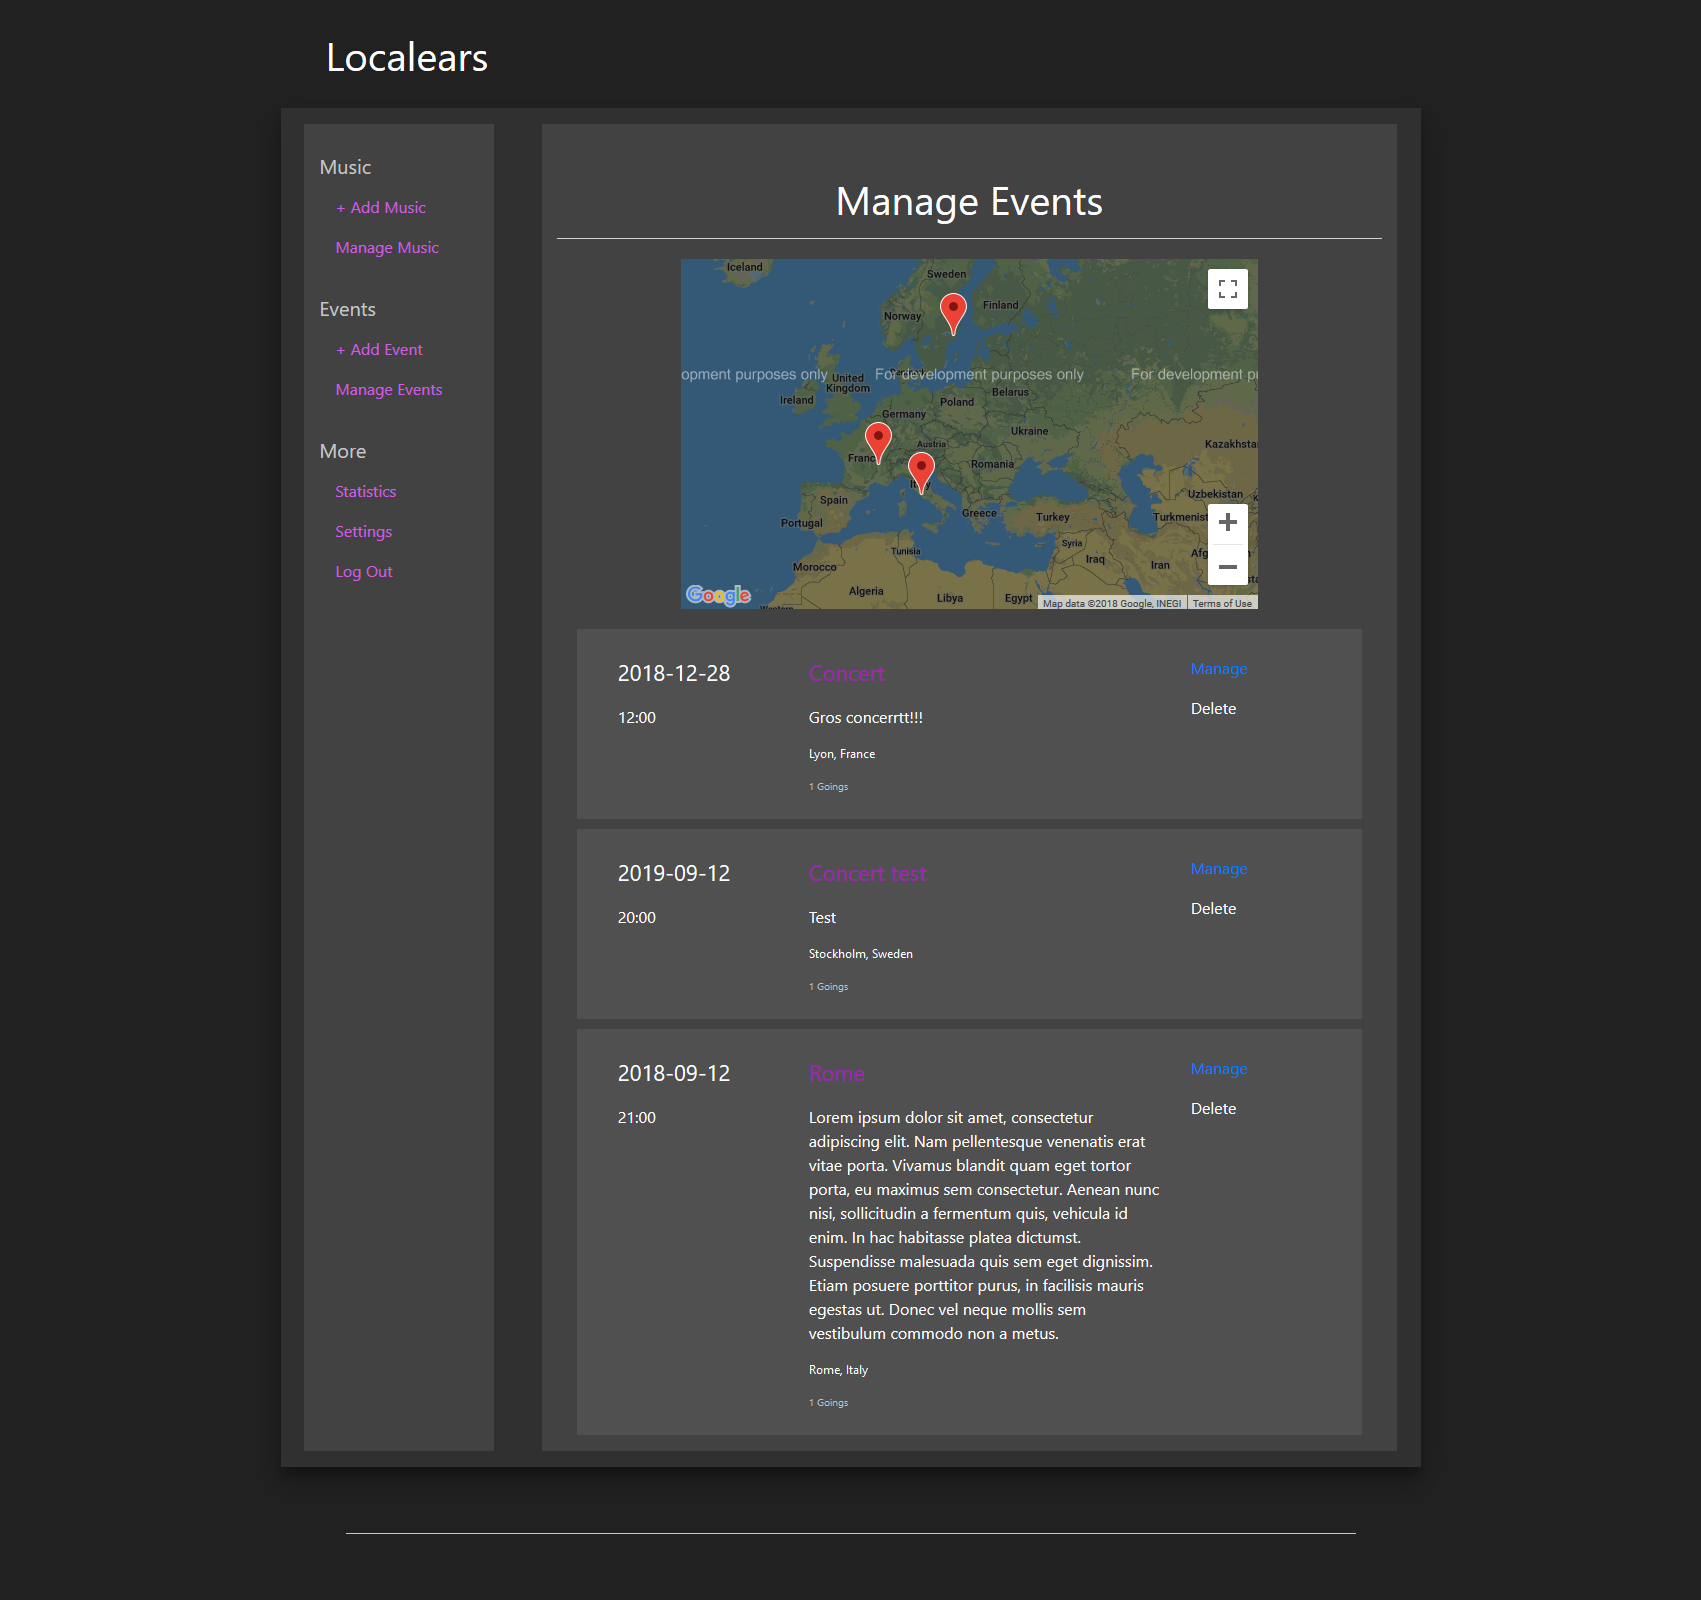 Localears
Music
+ Add Music
Manage Music
Events
+ Add Event
Manage Events
More
Statistics
Settings
Log Out
Manage Events
Iceland
Sweden
Finland
Norway
opment purposes only
For development purposes only
For development pu
United
Kingdom
Ireland
Belarus
Poland
Germany
Ukraine
Austria
Kazakhsta
France
Romania
Italy
Spain
Uzbekistan
Portugal
Greece
Turkey
Turkmenist
Tunisia
Syria
Iraq
Iran
Morocco
Algeria
Libya
Egypt
Google
Map data ©2018 Google, INEGI
Terms of Use
2018-12-28
12:00
Concert
Gros concerrtt!!!
Lyon, France
1 Goings
Manage
Delete
2019-09-12
20:00
Concert test
Test
Stockholm, Sweden
1 Goings
Manage
Delete
2018-09-12
21:00
Rome
Lorem ipsum dolor sit amet, consectetur
adipiscing elit. Nam pellentesque venenatis erat
vitae porta. Vivamus blandit quam eget tortor
porta, eu maximus sem consectetur. Aenean nunc
nisi, sollicitudin a fermentum quis, vehicula id
enim. In hac habitasse platea dictumst.
Suspendisse malesuada quis sem eget dignissim.
Etiam posuere porttitor purus, in facilisis mauris
egestas ut. Donec vel neque mollis sem
vestibulum commodo non a metus.
Rome, Italy
1 Goings
Manage
Delete